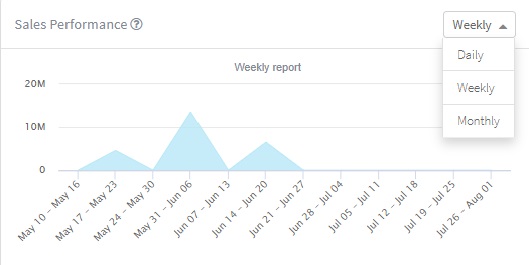 Sales Performance ?
Weekly
Daily
Weekly
Monthly
Weekly report
20M
10M
0
May 10 - May 16
May 17 - May 23
May 24 - May 30
May 31 - Jun 06
Jun 07 - Jun 13
Jun 14 - Jun 20
Jun 21 - Jun 27
Jun 28 - Jul 04
Jul 05 - Jul 11
Jul 12 - Jul 18
Jul 19 - Jul 25
Jul 26 - Aug 01